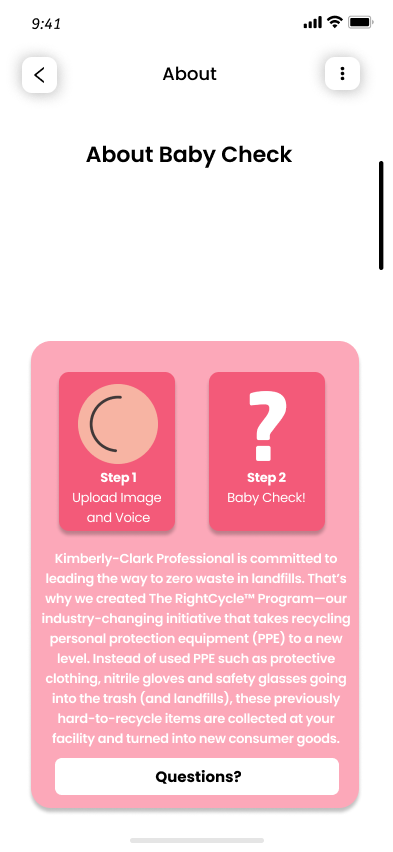 9:41
About
About Baby Check
?
Step 1
Upload Image
and Voice
Step 2
Baby Check!
Kimberly-Clark Professional is committed to
leading the way to zero waste in landfills. That’s
why we created The RightCycle™ Program—our
industry-changing initiative that takes recycling
personal protection equipment (PPE) to a new
level. Instead of used PPE such as protective
clothing, nitrile gloves and safety glasses going
into the trash (and landfills), these previously
hard-to-recycle items are collected at your
facility and turned into new consumer goods.
Questions?